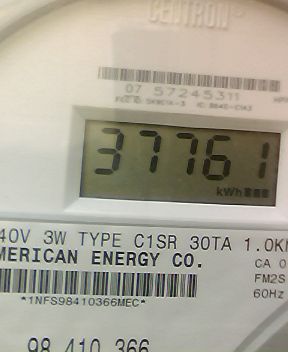 CENTRON®
07 57245311
37761
kWh
40V 3W TYPE C1SR 30TA 1.0K
MERICAN ENERGY CO.
CA 0
FM2S
60Hz
*1NFS98410366MEC*
98 410 366